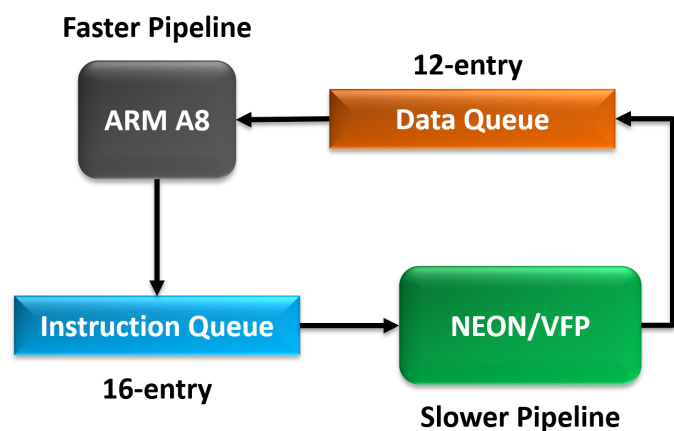 Faster Pipeline
12-entry
ARM A8
Data Queue
Instruction Queue
NEON/VFP
16-entry
Slower Pipeline